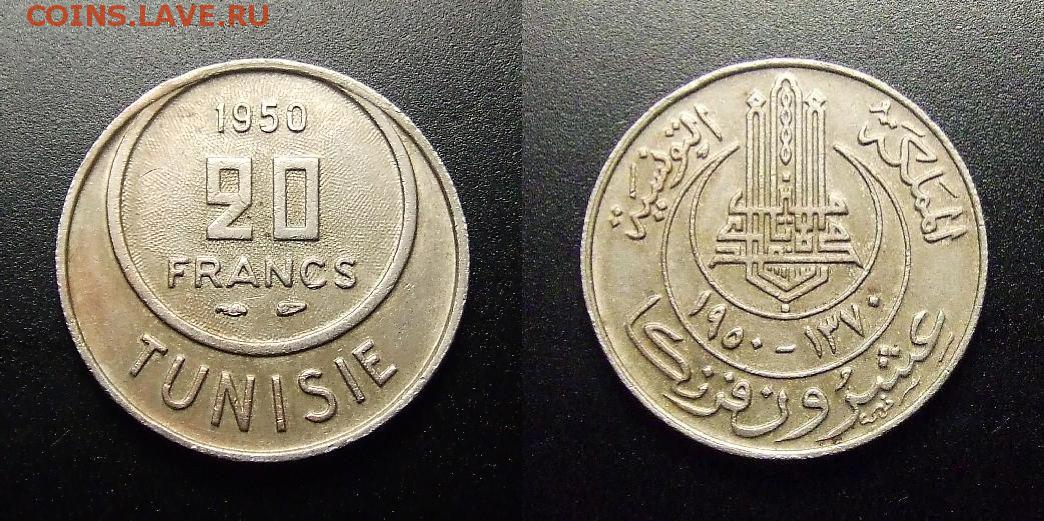 COINS.LAVE.RU
1950
20
FRANCS
TUNISIE
المملكة
التونسية
١٩٥٠-١٣٧٠
عشرون فرنكا